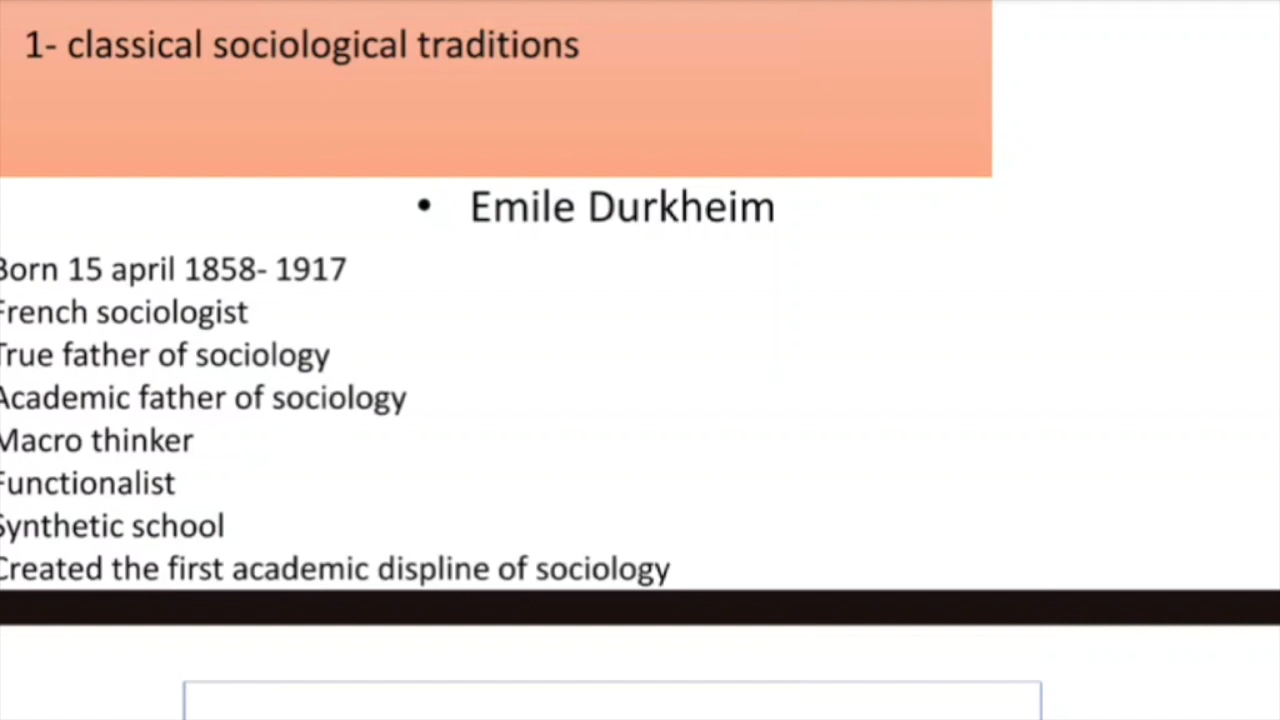 1- classical sociological traditions
• Emile Durkheim
Born 15 april 1858- 1917
French sociologist
True father of sociology
Academic father of sociology
Macro thinker
Functionalist
Synthetic school
Created the first academic displine of sociology